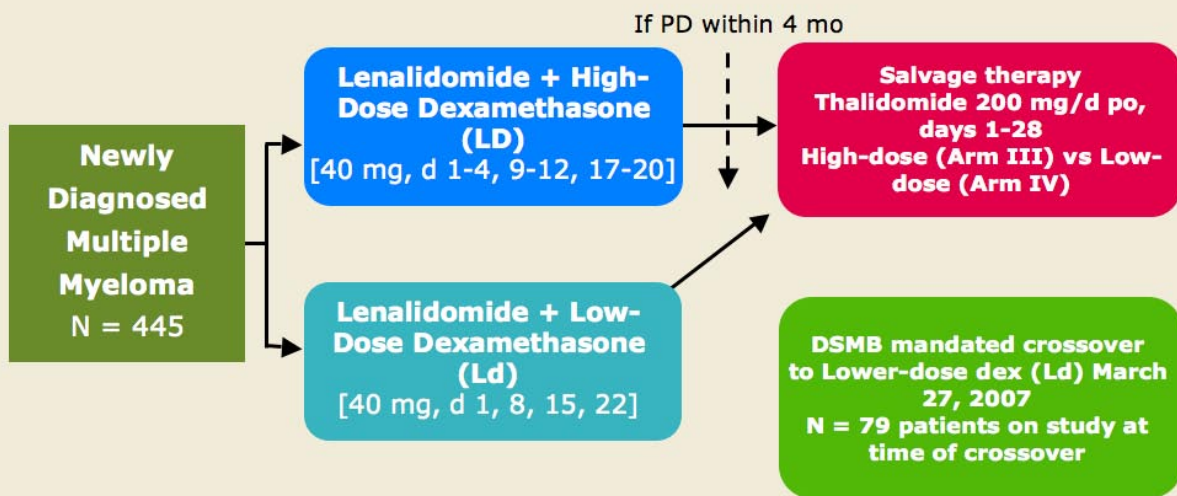 If PD within 4 mo
Newly
Diagnosed
Multiple
Myeloma
N = 445
Lenalidomide + High-
Dose Dexamethasone
(LD)
[40 mg, d 1-4, 9-12, 17-20]
Lenalidomide + Low-
Dose Dexamethasone
(Ld)
[40 mg, d 1, 8, 15, 22]
Salvage therapy
Thalidomide 200 mg/d po,
days 1-28
High-dose (Arm III) vs Low-
dose (Arm IV)
DSMB mandated crossover
to Lower-dose dex (Ld) March
27, 2007
N = 79 patients on study at
time of crossover